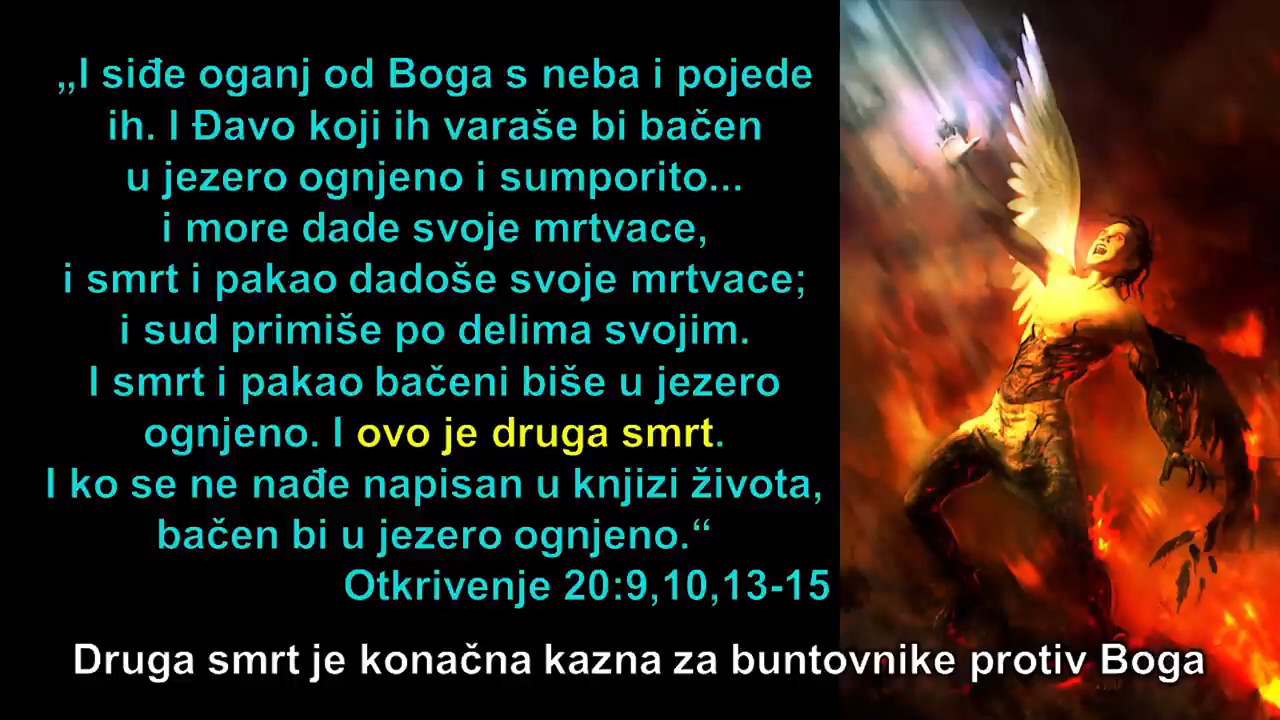 „I siđe oganj od Boga s neba i pojede
ih. I Đavo koji ih varaše bi bačen
u jezero ognjeno i sumporito...
i more dade svoje mrtvace,
i smrt i pakao dadoše svoje mrtvace;
i sud primiše po delima svojim.
I smrt i pakao bačeni biše u jezero
ognjeno. I ovo je druga smrt.
I ko se ne nađe napisan u knjizi života,
bačen bi u jezero ognjeno.“
Otkrivenje 20:9,10,13-15
Druga smrt je konačna kazna za buntovnike protiv Boga